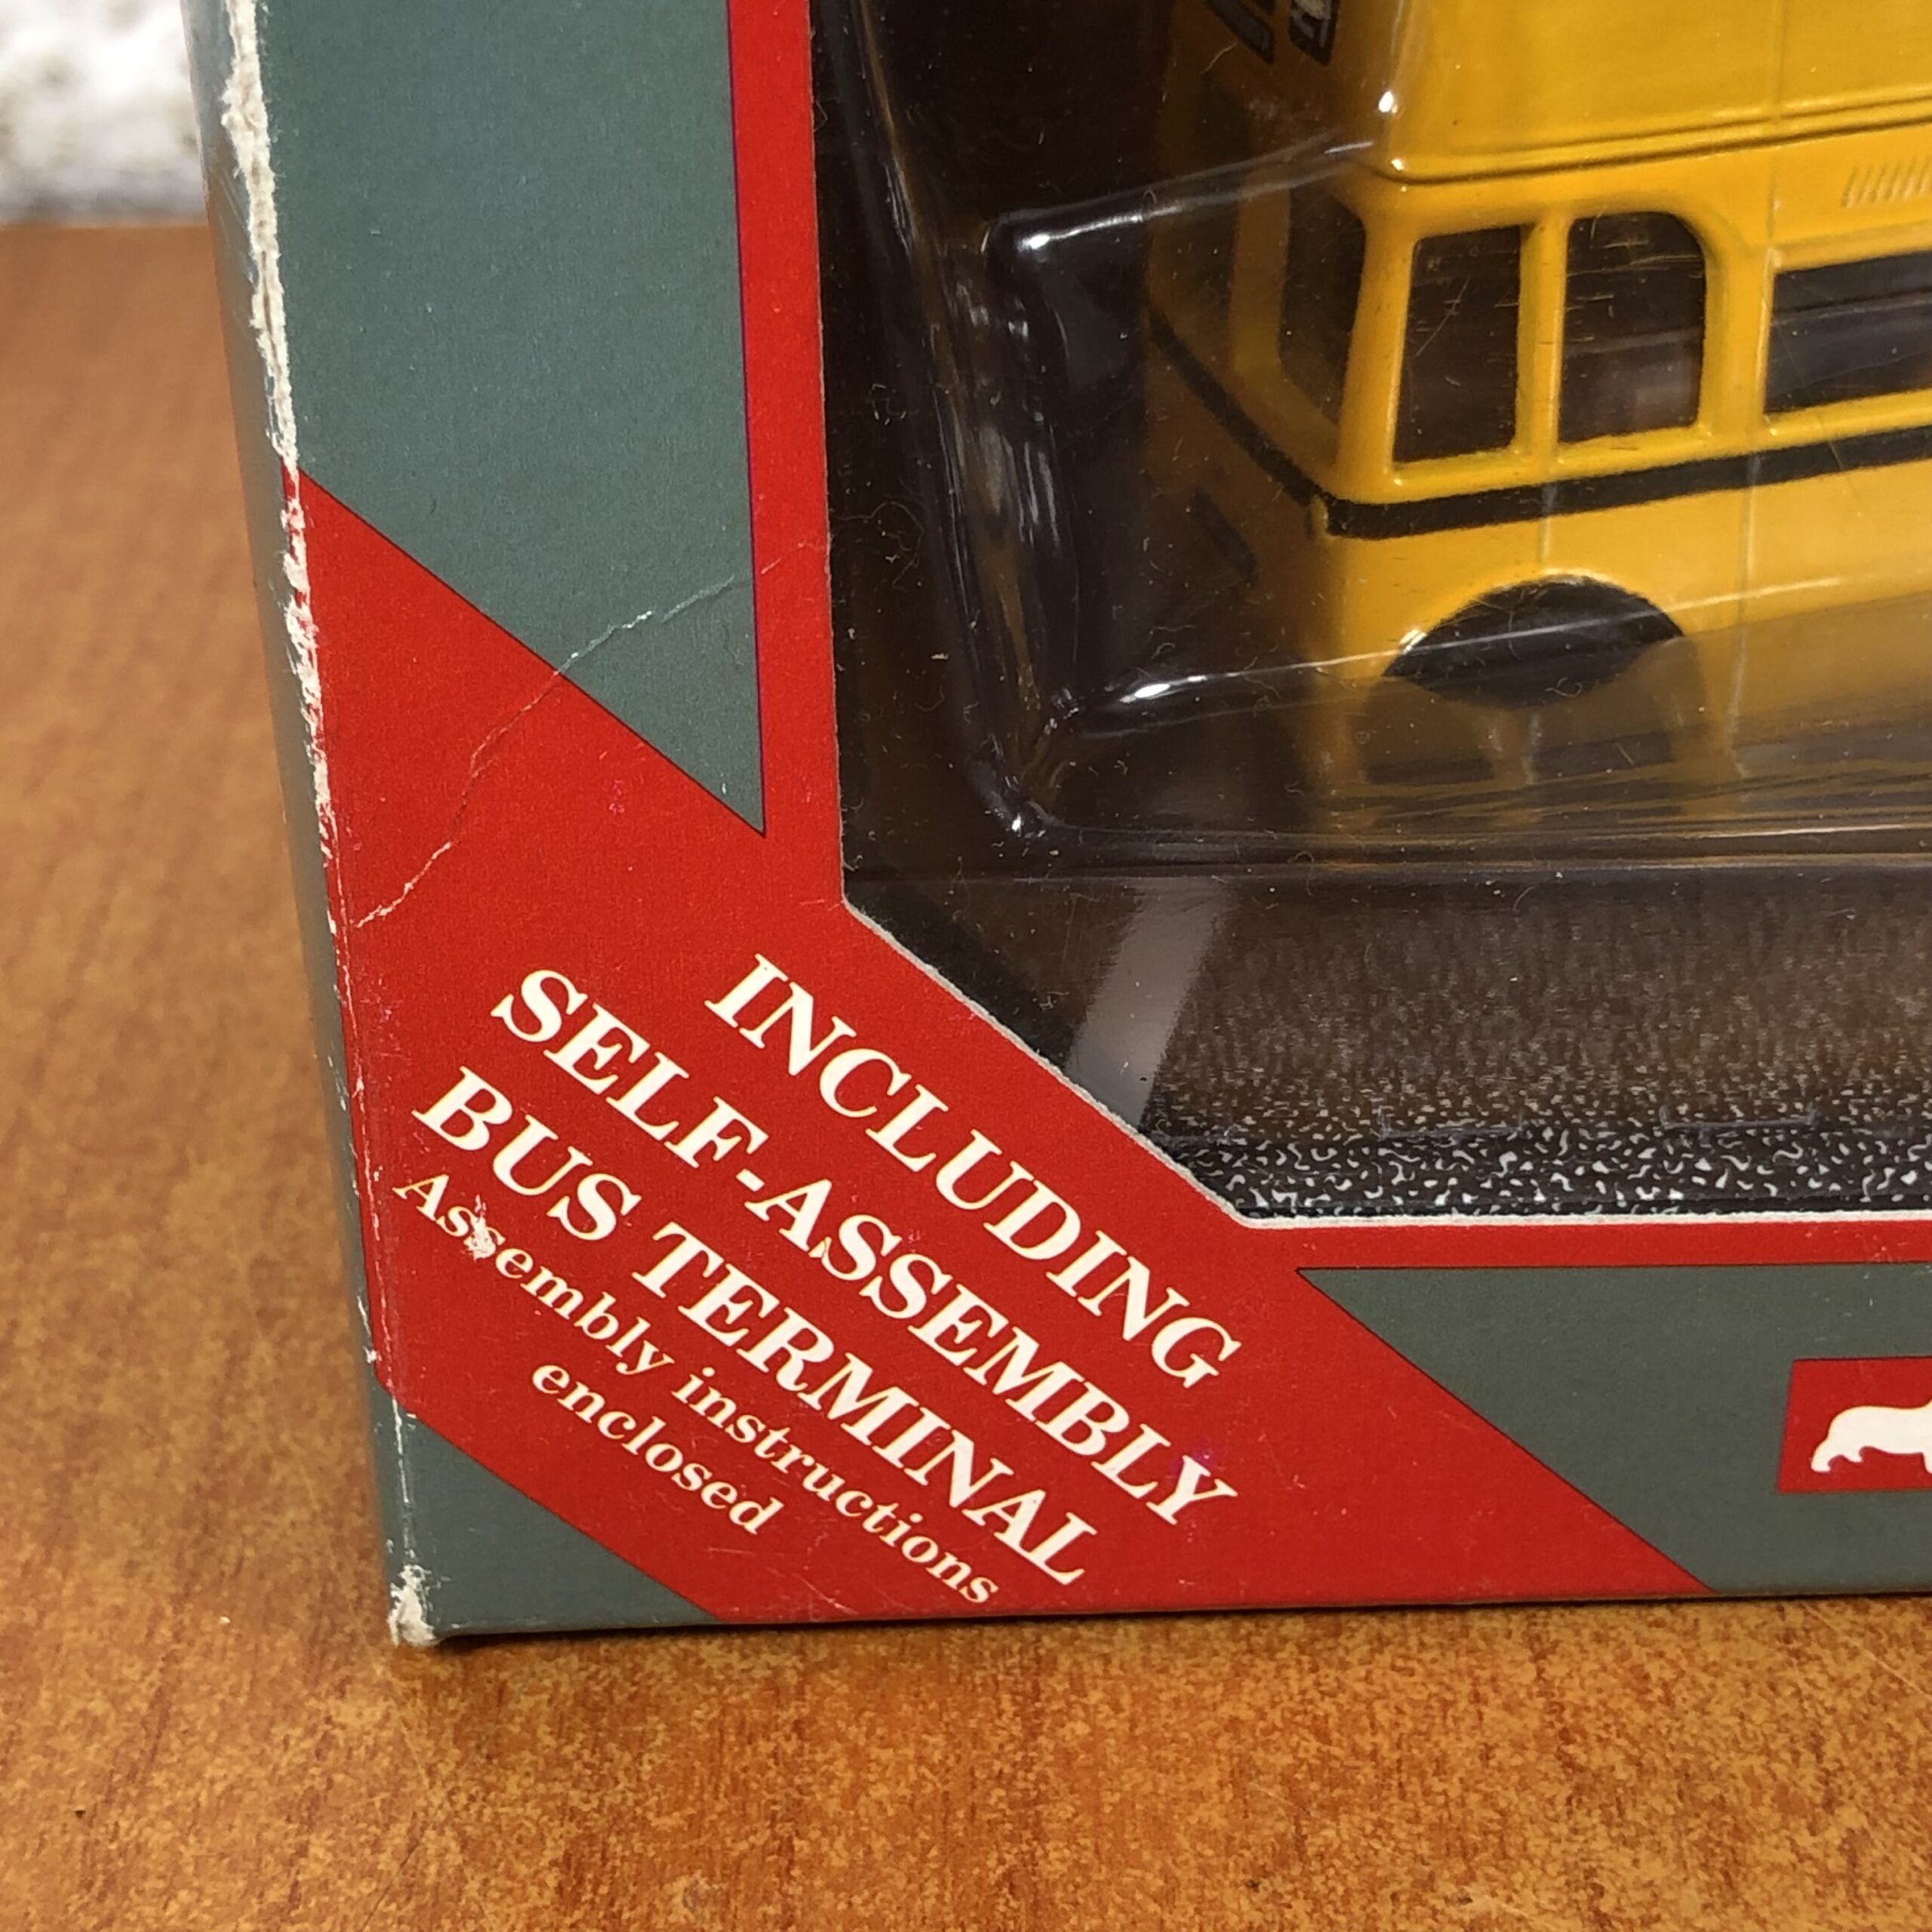 INCLUDING
SELF-ASSEMBLY
BUS TERMINAL
Assembly instructions
enclosed